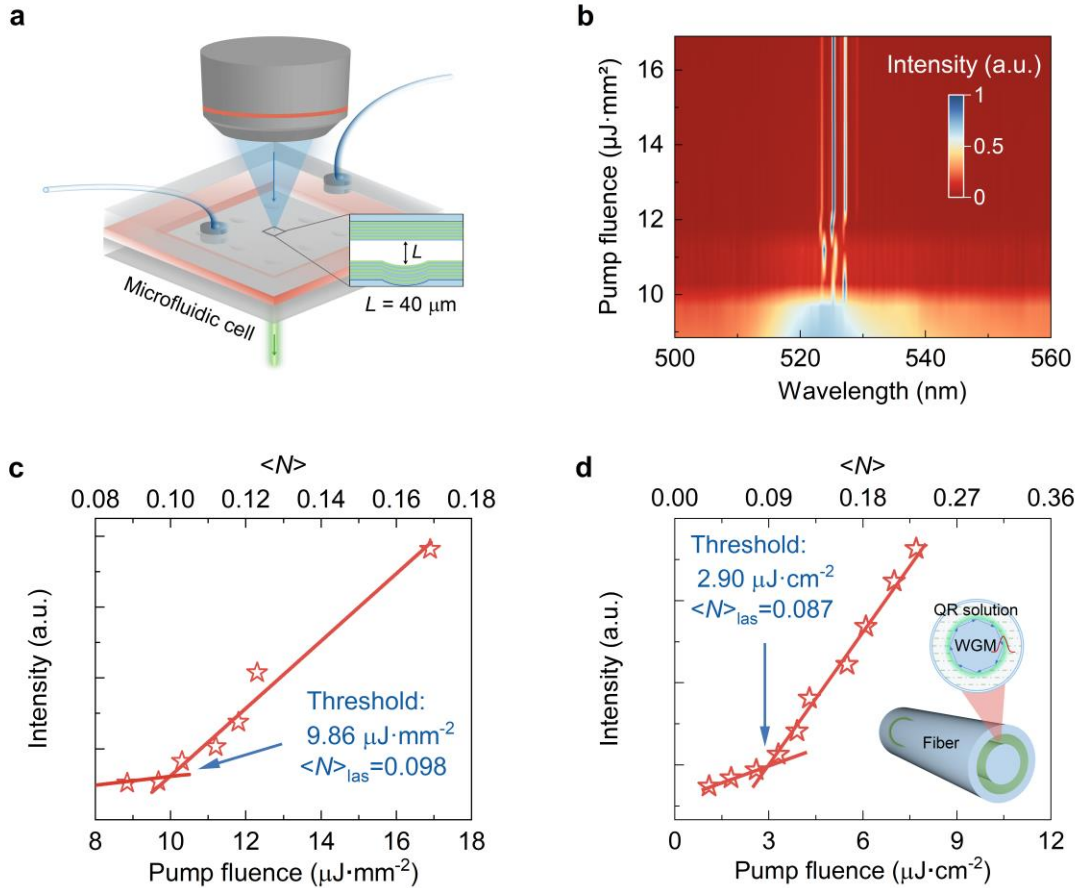 a
L
L = 40 μm
Microfluidic cell
b
Intensity (a.u.)
1
0.5
0
16
14
12
10
Pump fluence (μJ·mm²)
500 520 540 560
Wavelength (nm)
c
<N>
0.08 0.10 0.12 0.14 0.16 0.18
Intensity (a.u.)
Threshold:
9.86 μJ·mm⁻²
<N>las=0.098
8 10 12 14 16 18
Pump fluence (μJ·mm⁻²)
d
<N>
0.00 0.09 0.18 0.27 0.36
Intensity (a.u.)
Threshold:
2.90 μJ·cm⁻²
<N>las=0.087
QR solution
WGM
Fiber
0 3 6 9 12
Pump fluence (μJ·cm⁻²)